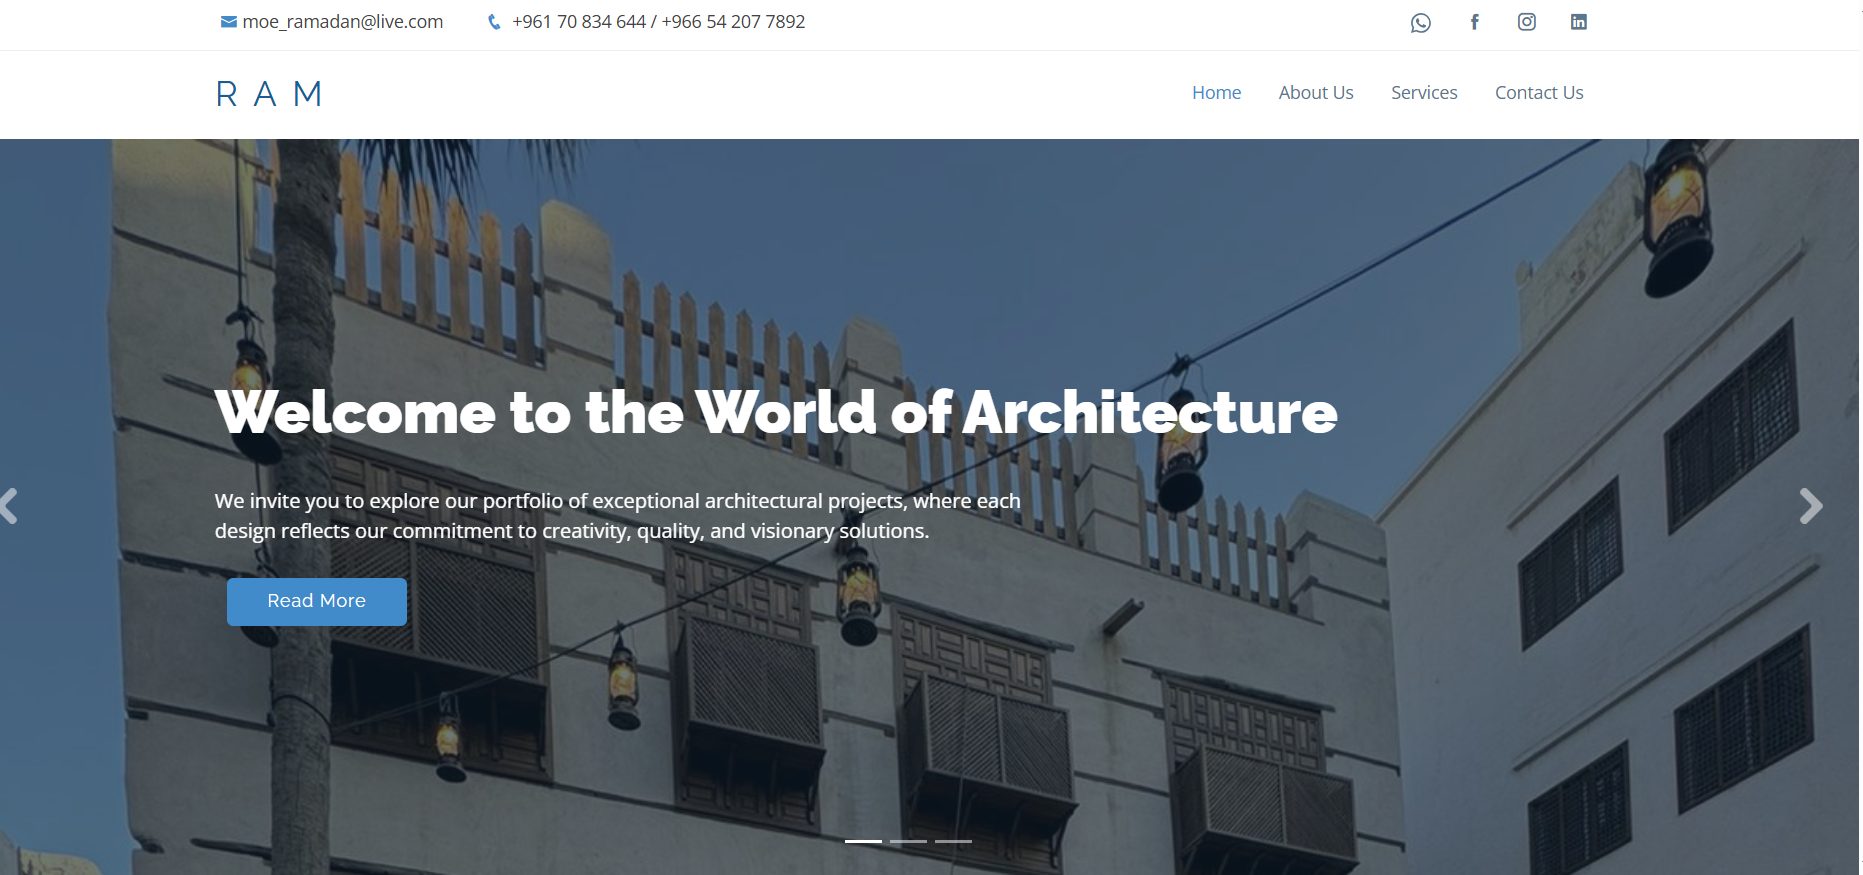 moe_ramadan@live.com +961 70 834 644 / +966 54 207 7892
R A M
Home About Us Services Contact Us
Welcome to the World of Architecture
We invite you to explore our portfolio of exceptional architectural projects, where each
design reflects our commitment to creativity, quality, and visionary solutions.
Read More